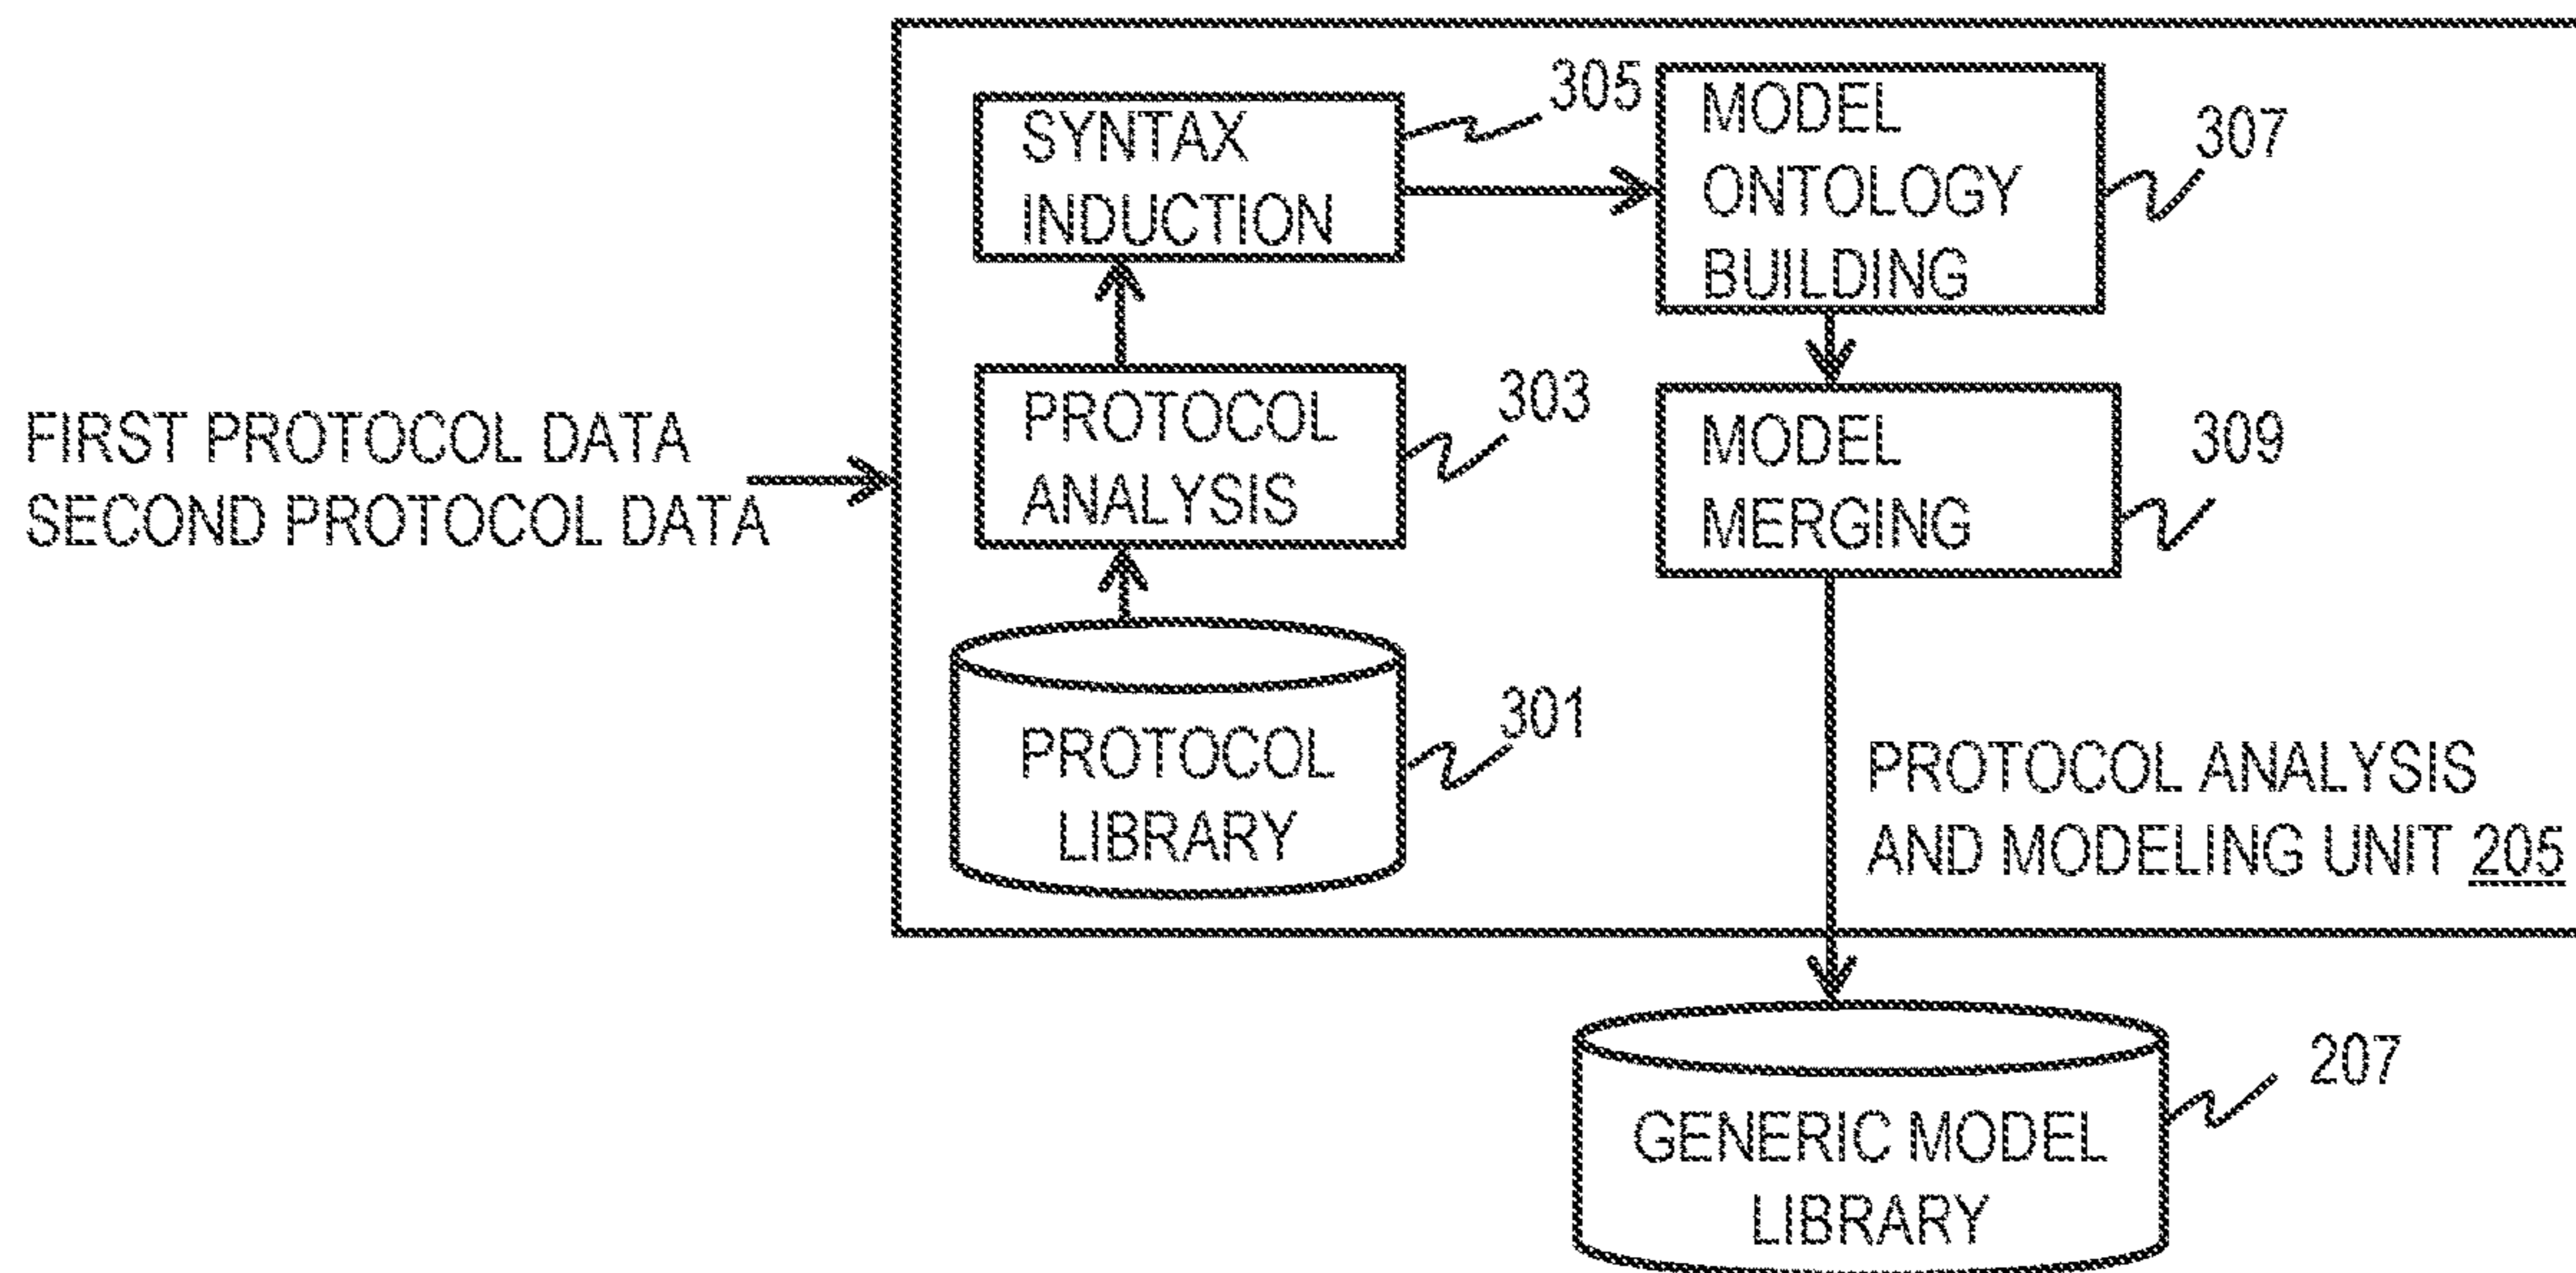 FIRST PROTOCOL DATA
SECOND PROTOCOL DATA
SYNTAX
INDUCTION
305
MODEL
ONTOLOGY
BUILDING
307
PROTOCOL
ANALYSIS
303
MODEL
MERGING
309
PROTOCOL
LIBRARY
301
PROTOCOL ANALYSIS
AND MODELING UNIT 205
GENERIC MODEL
LIBRARY
207